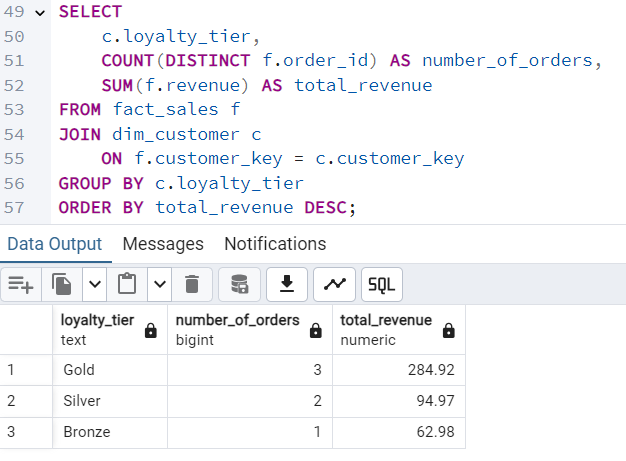 49 SELECT
50 c.loyalty_tier,
51 COUNT(DISTINCT f.order_id) AS number_of_orders,
52 SUM(f.revenue) AS total_revenue
53 FROM fact_sales f
54 JOIN dim_customer c
55 ON f.customer_key = c.customer_key
56 GROUP BY c.loyalty_tier
57 ORDER BY total_revenue DESC;
Data Output Messages Notifications
SQL
loyalty_tier number_of_orders total_revenue
text bigint numeric
1 Gold 3 284.92
2 Silver 2 94.97
3 Bronze 1 62.98